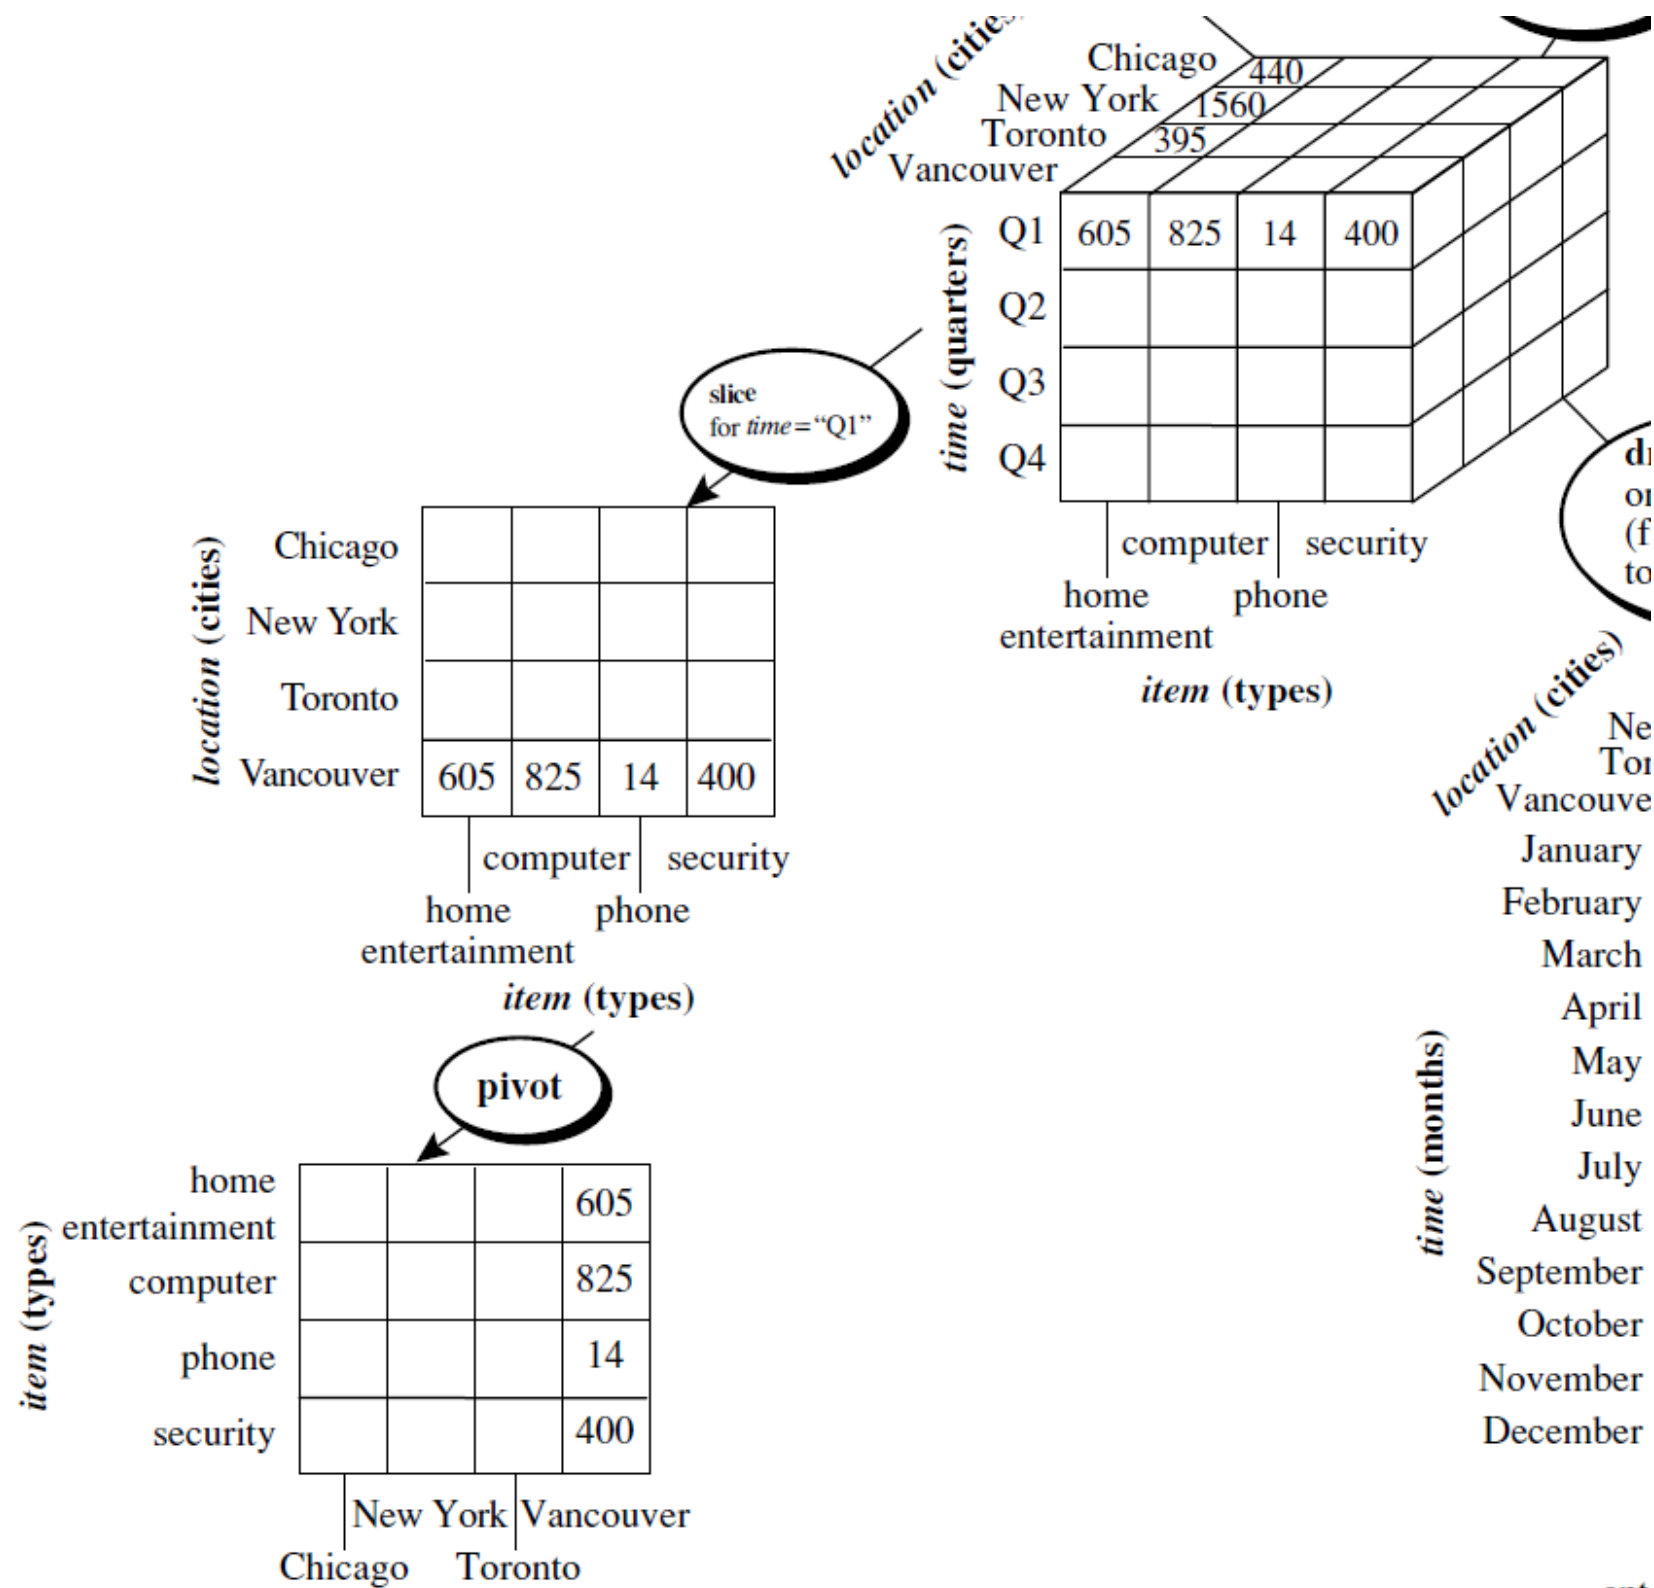 location (cities)
Chicago
440
New York
1560
Toronto
395
Vancouver
time (quarters)
Q1 605 825 14 400
Q2
Q3
Q4
computer security
home phone
entertainment
item (types)
slice
for time = “Q1”
location (cities)
Chicago
New York
Toronto
Vancouver 605 825 14 400
computer security
home phone
entertainment
item (types)
pivot
item (types)
home
entertainment 605
computer 825
phone 14
security 400
New York Vancouver
Chicago Toronto
location (cities)
Vancouve
time (months)
January
February
March
April
May
June
July
August
September
October
November
December